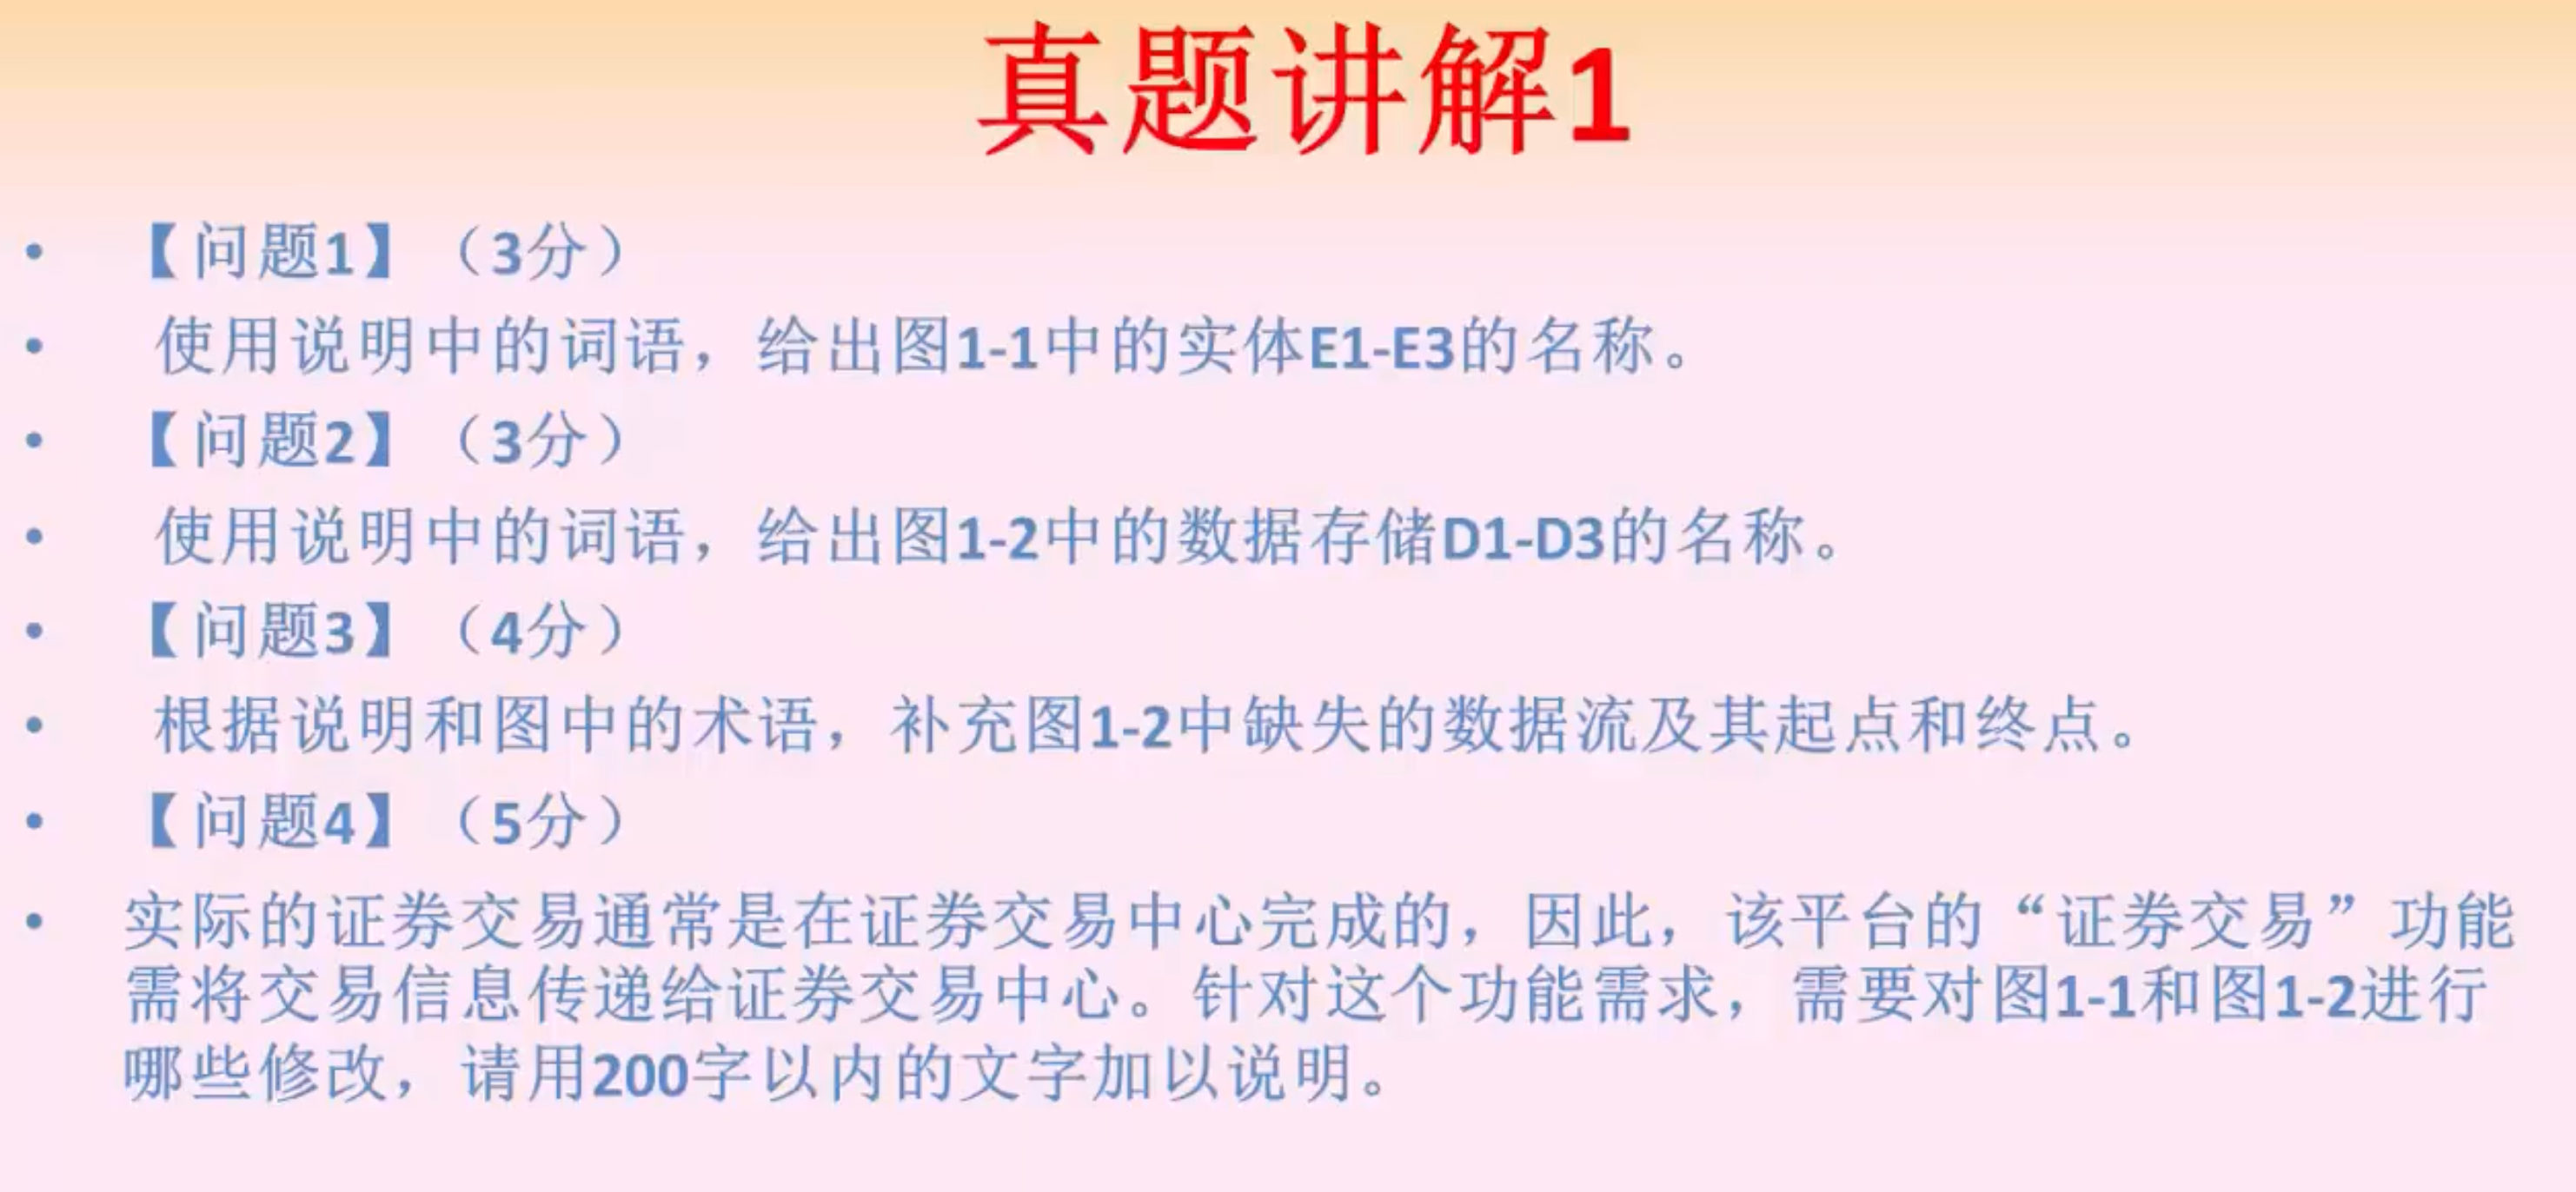 真题讲解1
• 【问题1】（3分）
• 使用说明中的词语，给出图1-1中的实体E1-E3的名称。
• 【问题2】（3分）
• 使用说明中的词语，给出图1-2中的数据存储D1-D3的名称。
• 【问题3】（4分）
• 根据说明和图中的术语，补充图1-2中缺失的数据流及其起点和终点。
• 【问题4】（5分）
• 实际的证券交易通常是在证券交易中心完成的，因此，该平台的“证券交易”功能
需将交易信息传递给证券交易中心。针对这个功能需求，需要对图1-1和图1-2进行
哪些修改，请用200字以内的文字加以说明。